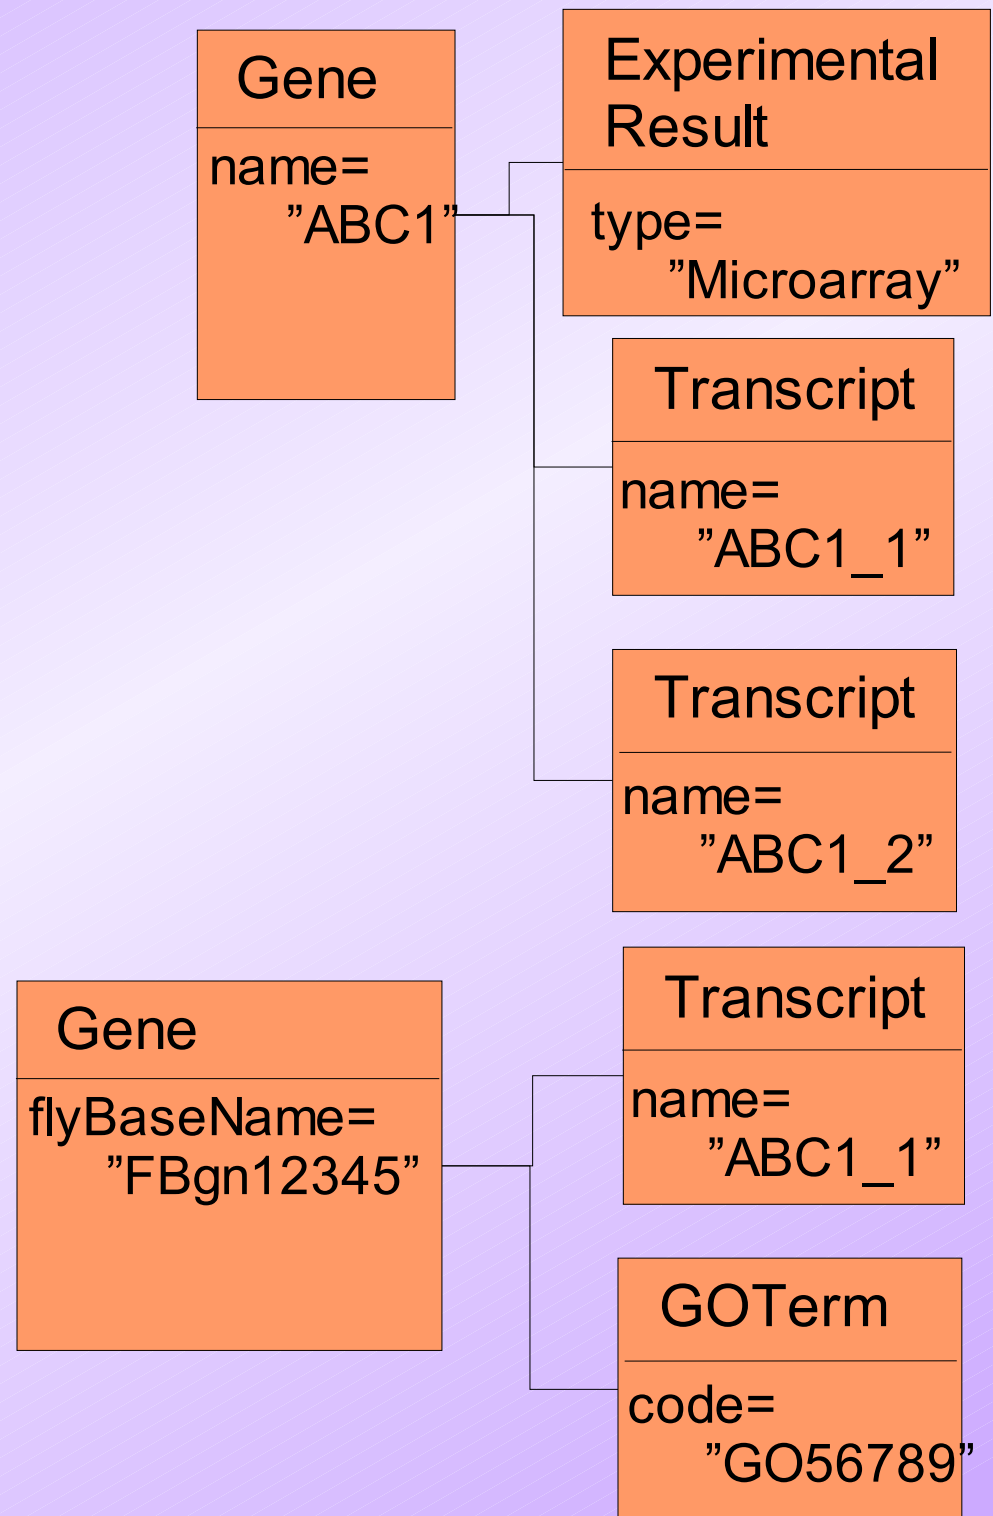 Gene
name=
”ABC1”
Experimental
Result
type=
”Microarray”
Transcript
name=
”ABC1_1”
Transcript
name=
”ABC1_2”
Gene
flyBaseName=
”FBgn12345”
Transcript
name=
”ABC1_1”
GOTerm
code=
”GO56789”